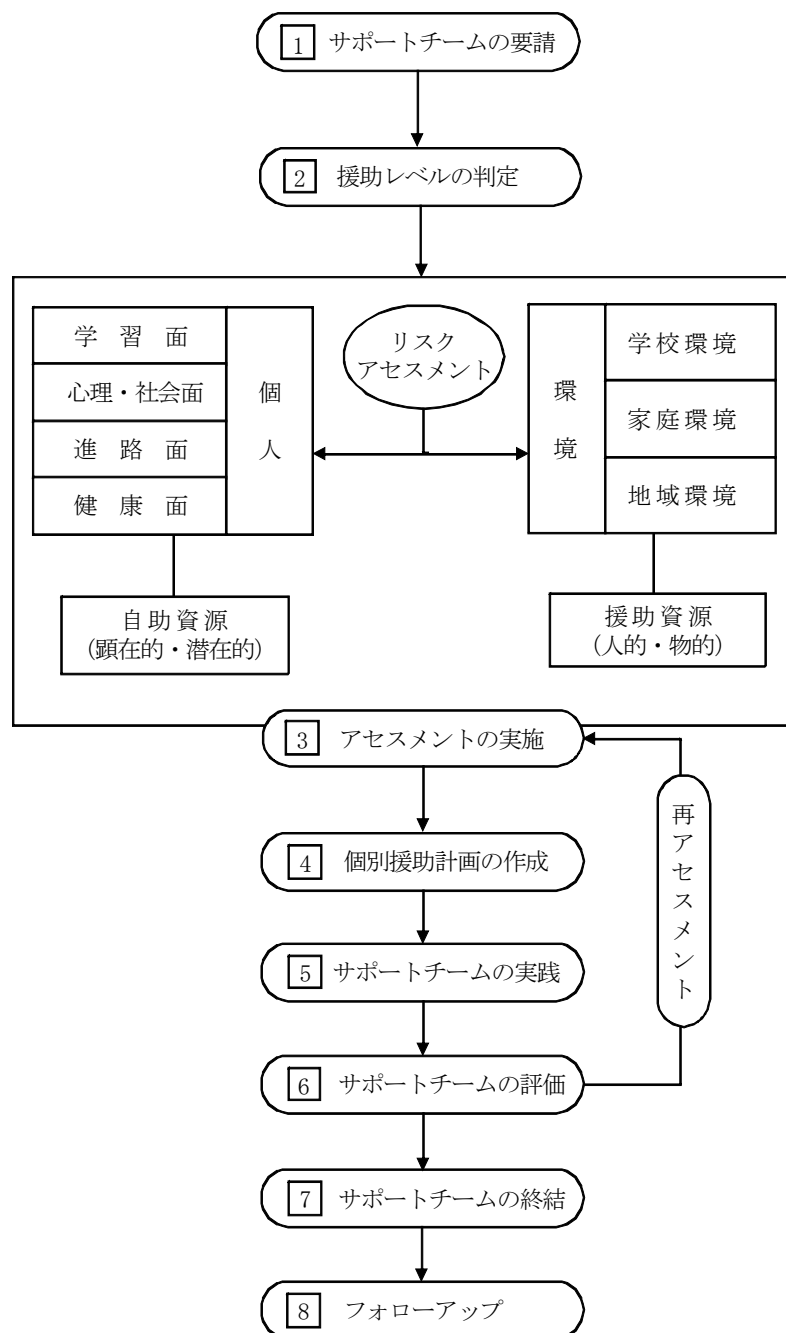 1 サポートチームの要請
2 援助レベルの判定
学習面
心理・社会面
進路面
健康面
個人
リスク
アセスメント
環境
学校環境
家庭環境
地域環境
自助資源
(顕在的・潜在的)
援助資源
(人的・物的)
3 アセスメントの実施
4 個別援助計画の作成
5 サポートチームの実践
6 サポートチームの評価
再アセスメント
7 サポートチームの終結
8 フォローアップ